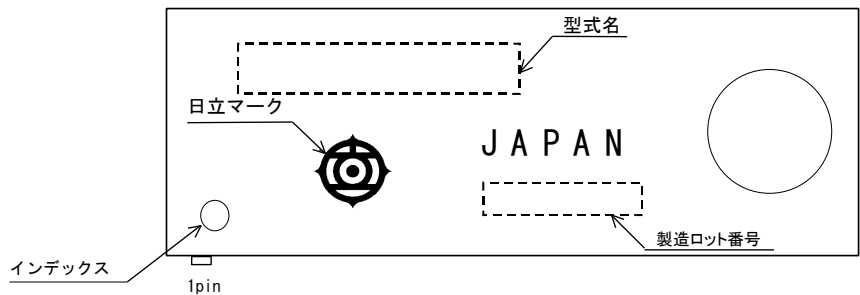 型式名
日立マーク
JAPAN
製造ロット番号
インデックス
1pin